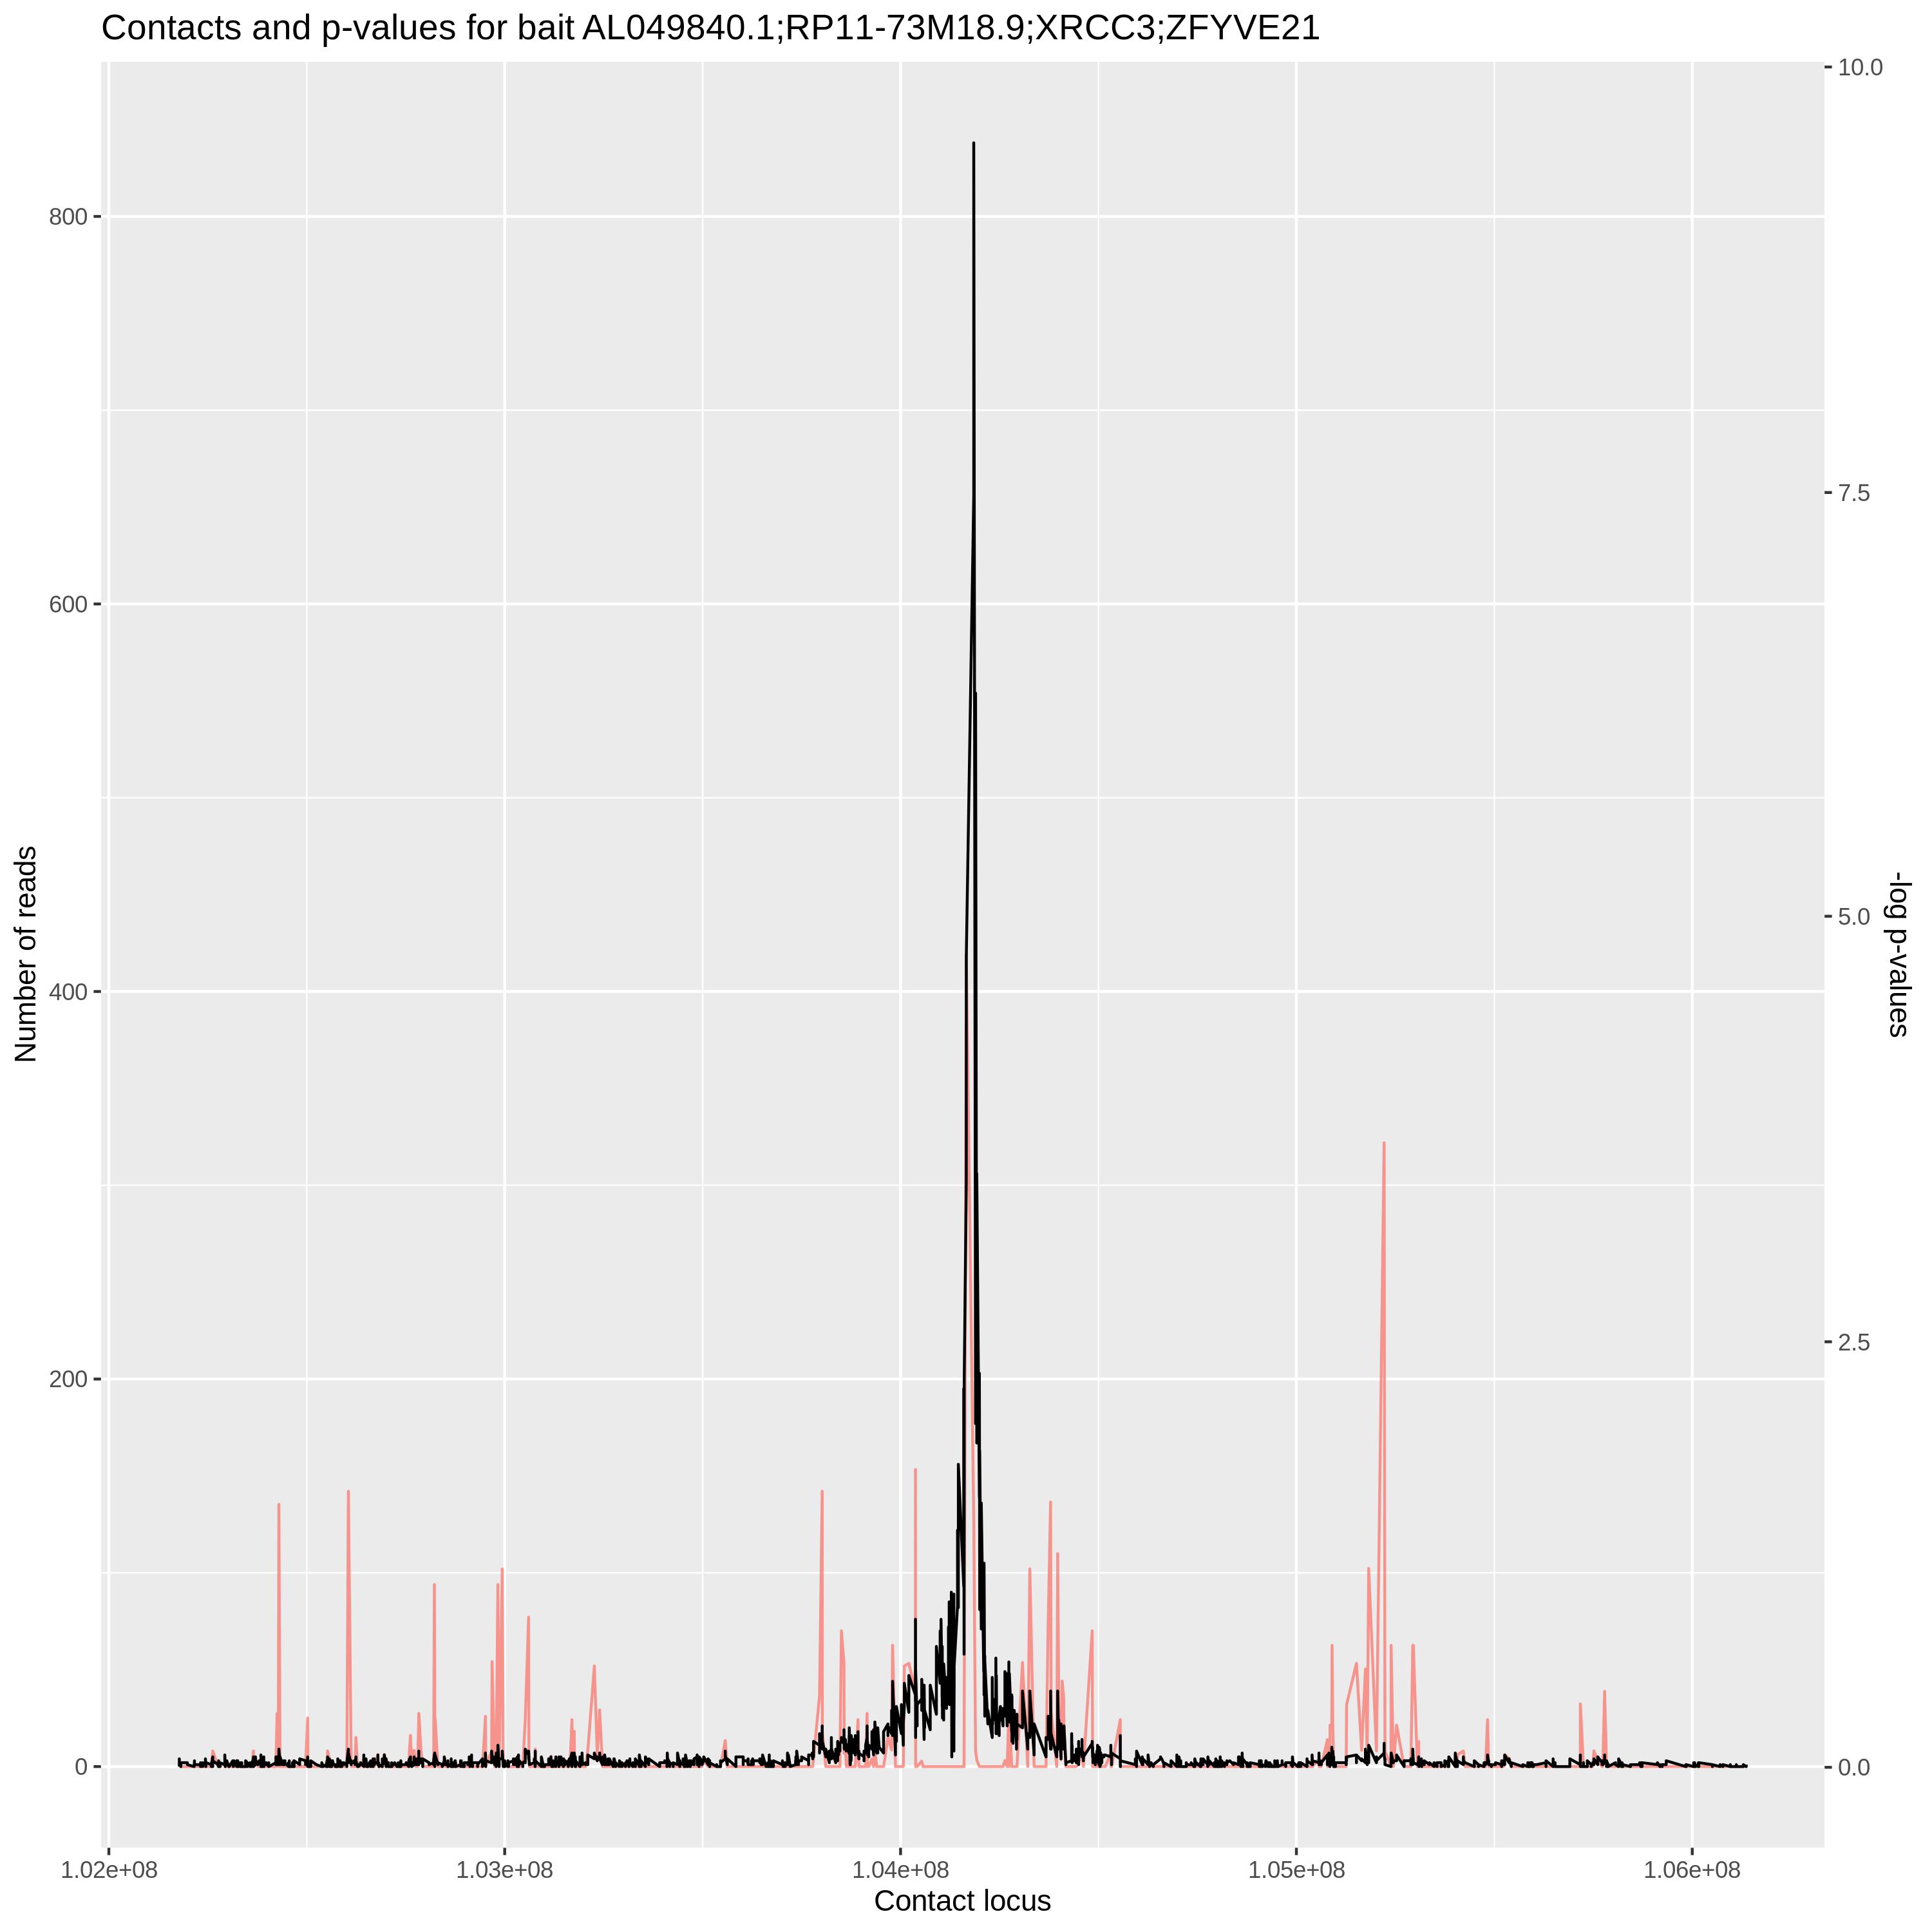 Contacts and p-values for bait AL049840.1;RP11-73M18.9;XRCC3;ZFYVE21
10.0
800
7.5
600
Number of reads
-log p-values
5.0
400
2.5
200
0
0.0
1.02e+08 1.03e+08 1.04e+08 1.05e+08 1.06e+08
Contact locus